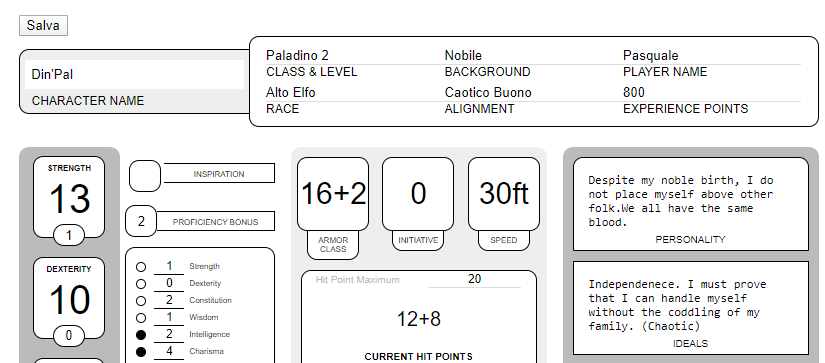 Salva
Din'Pal
CHARACTER NAME
Paladino 2 Nobile Pasquale
CLASS & LEVEL BACKGROUND PLAYER NAME
Alto Elfo Caotico Buono 800
RACE ALIGNMENT EXPERIENCE POINTS
STRENGTH
13
1
DEXTERITY
10
0
INSPIRATION
2 PROFICIENCY BONUS
1 Strength
0 Dexterity
2 Constitution
1 Wisdom
2 Intelligence
4 Charisma
16+2 0 30ft
ARMOR
CLASS
INITIATIVE
SPEED
Hit Point Maximum 20
12+8
CURRENT HIT POINTS
Despite my noble birth, I do
not place myself above other
folk.We all have the same
blood.
PERSONALITY
Independenece. I must prove
that I can handle myself
without the coddling of my
family. (Chaotic)
IDEALS